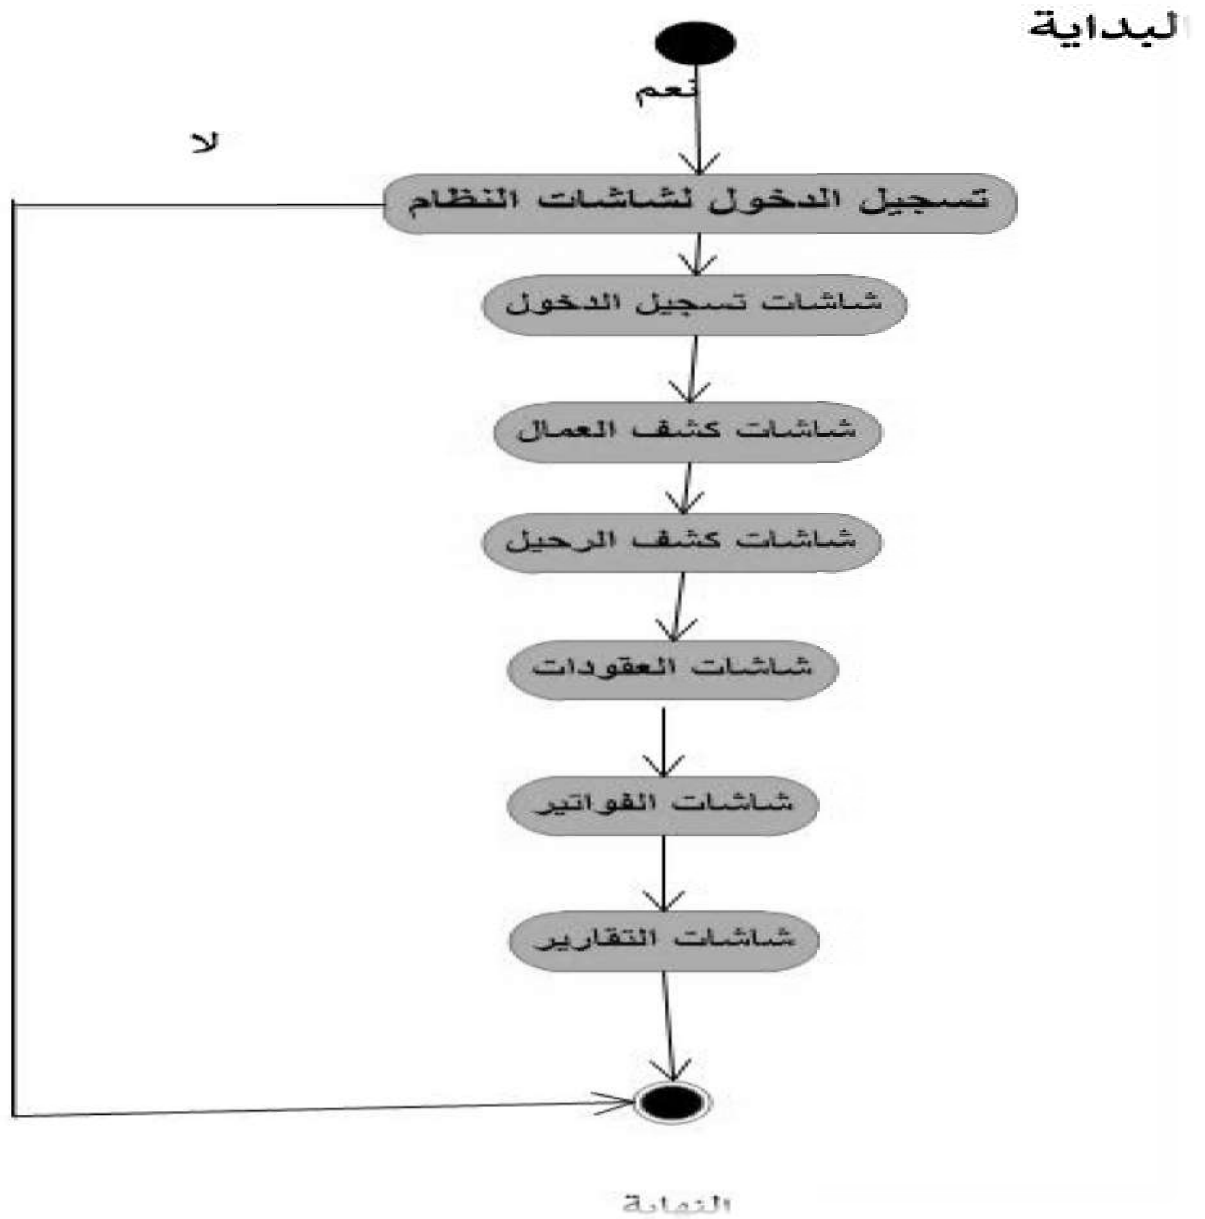 البداية
نعم
لا
تسجيل الدخول لشاشات النظام
شاشات تسجيل الدخول
شاشات كشف العمال
شاشات كشف الرحيل
شاشات العقودات
شاشات الفواتير
شاشات التقارير
النهاية